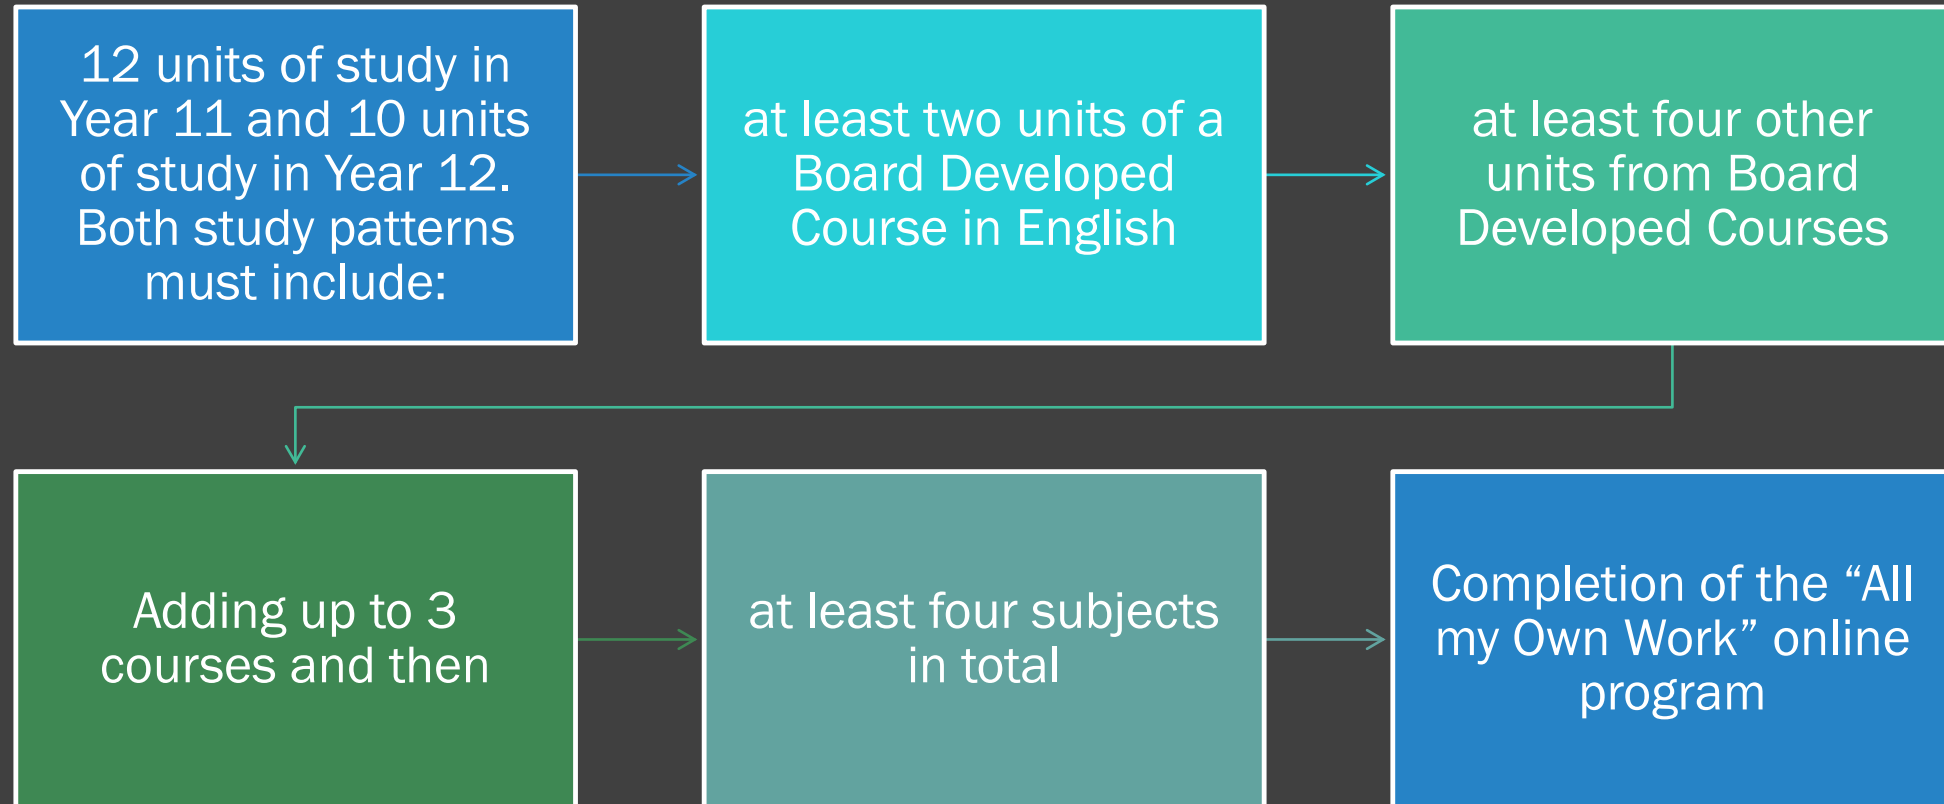 12 units of study in
Year 11 and 10 units
of study in Year 12.
Both study patterns
must include:
at least two units of a
Board Developed
Course in English
at least four other
units from Board
Developed Courses
Adding up to 3
courses and then
at least four subjects
in total
Completion of the “All
my Own Work” online
program